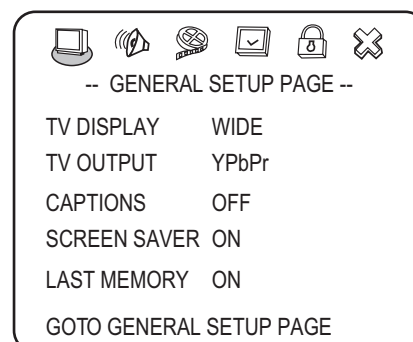 -- GENERAL SETUP PAGE --
TV DISPLAY WIDE
TV OUTPUT YPbPr
CAPTIONS OFF
SCREEN SAVER ON
LAST MEMORY ON
GOTO GENERAL SETUP PAGE